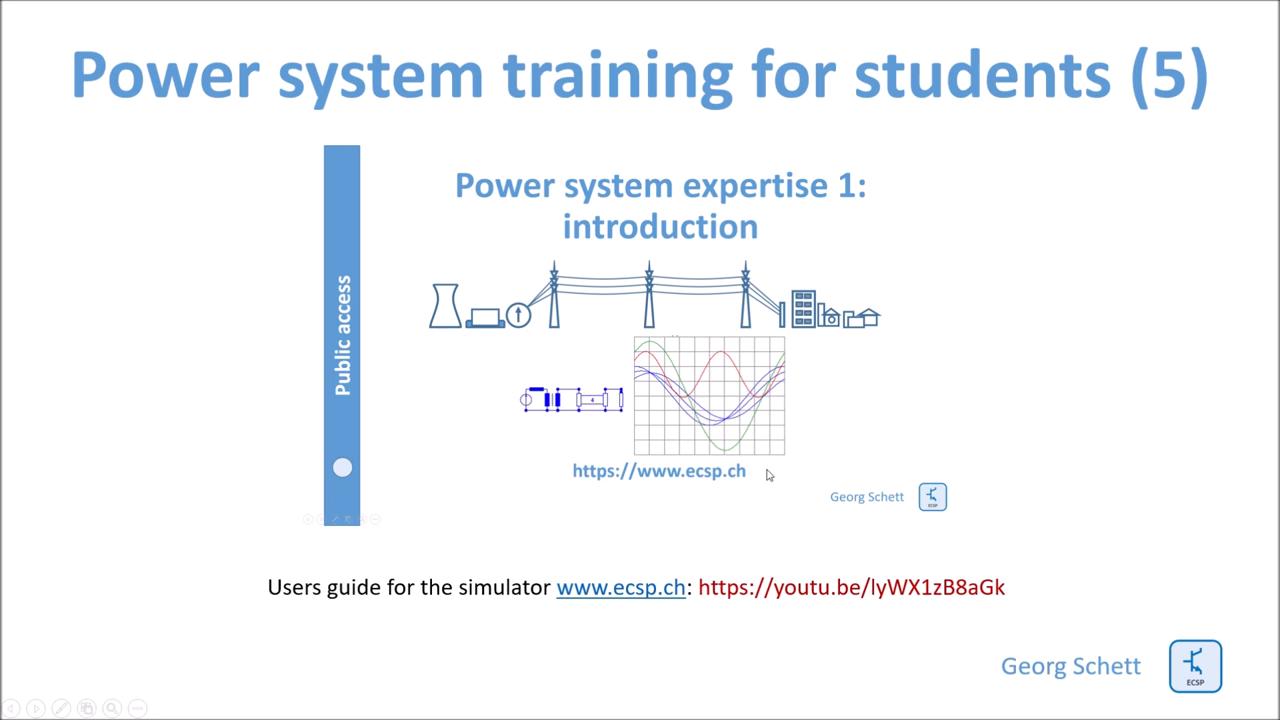 Power system training for students (5)
Power system expertise 1:
introduction
Public access
4
https://www.ecsp.ch
Georg Schett
ECSP
Users guide for the simulator www.ecsp.ch: https://youtu.be/lyWX1zB8aGk
Georg Schett
ECSP